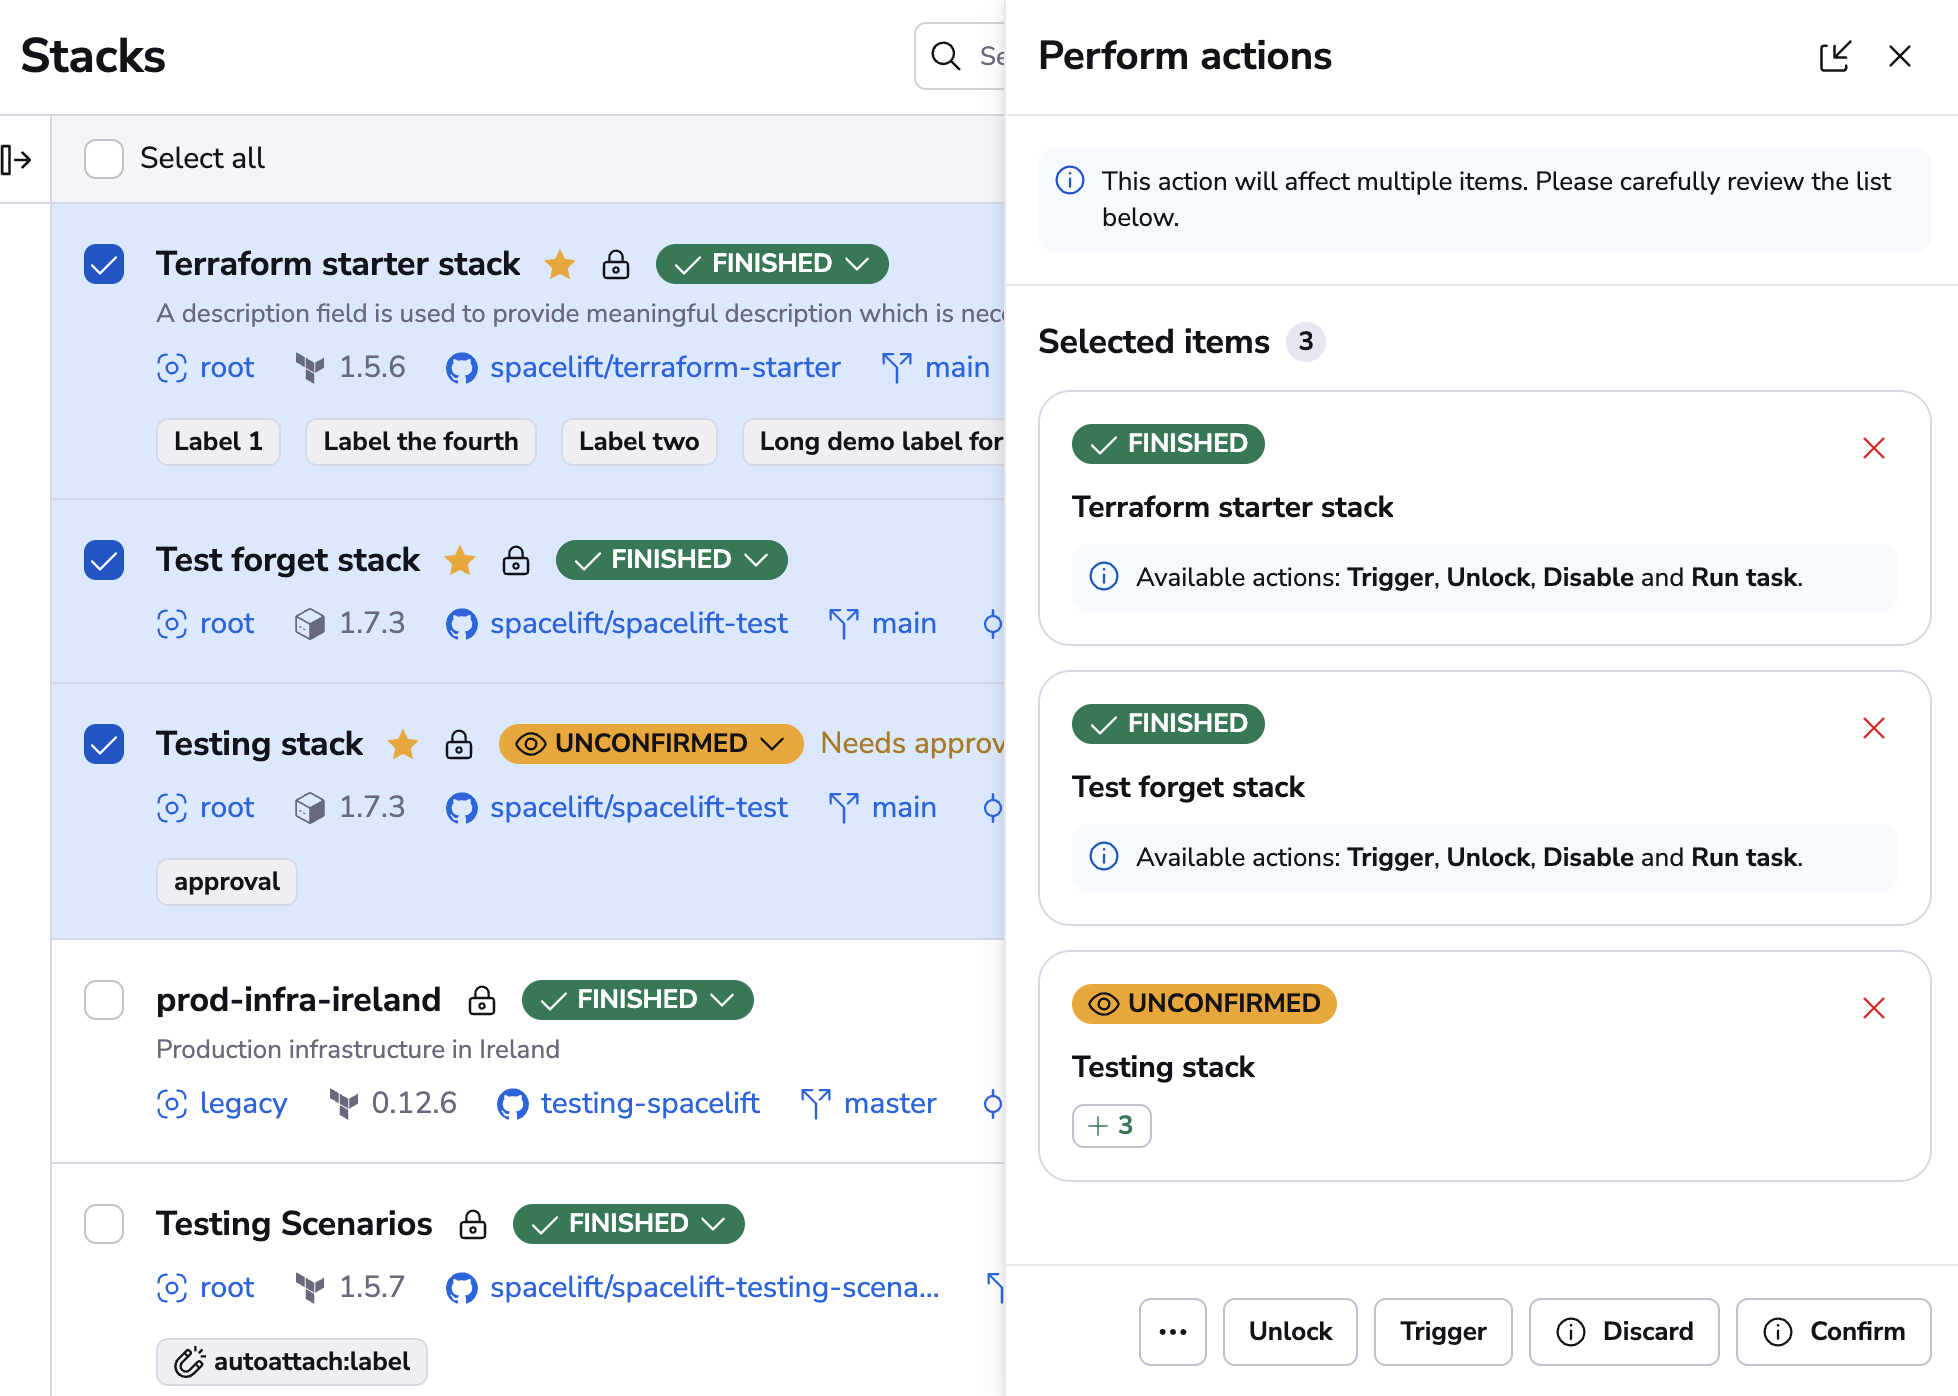 Stacks
Se
Select all
Terraform starter stack FINISHED
A description field is used to provide meaningful description which is nec
root 1.5.6 spacelift/terraform-starter main
Label 1 Label the fourth Label two Long demo label for
Test forget stack FINISHED
root 1.7.3 spacelift/spacelift-test main
Testing stack UNCONFIRMED Needs approv
root 1.7.3 spacelift/spacelift-test main
approval
prod-infra-ireland FINISHED
Production infrastructure in Ireland
legacy 0.12.6 testing-spacelift master
Testing Scenarios FINISHED
root 1.5.7 spacelift/spacelift-testing-scena...
autoattach:label
Perform actions
This action will affect multiple items. Please carefully review the list
below.
Selected items 3
FINISHED
Terraform starter stack
Available actions: Trigger, Unlock, Disable and Run task.
FINISHED
Test forget stack
Available actions: Trigger, Unlock, Disable and Run task.
UNCONFIRMED
Testing stack
+ 3
... Unlock Trigger Discard Confirm